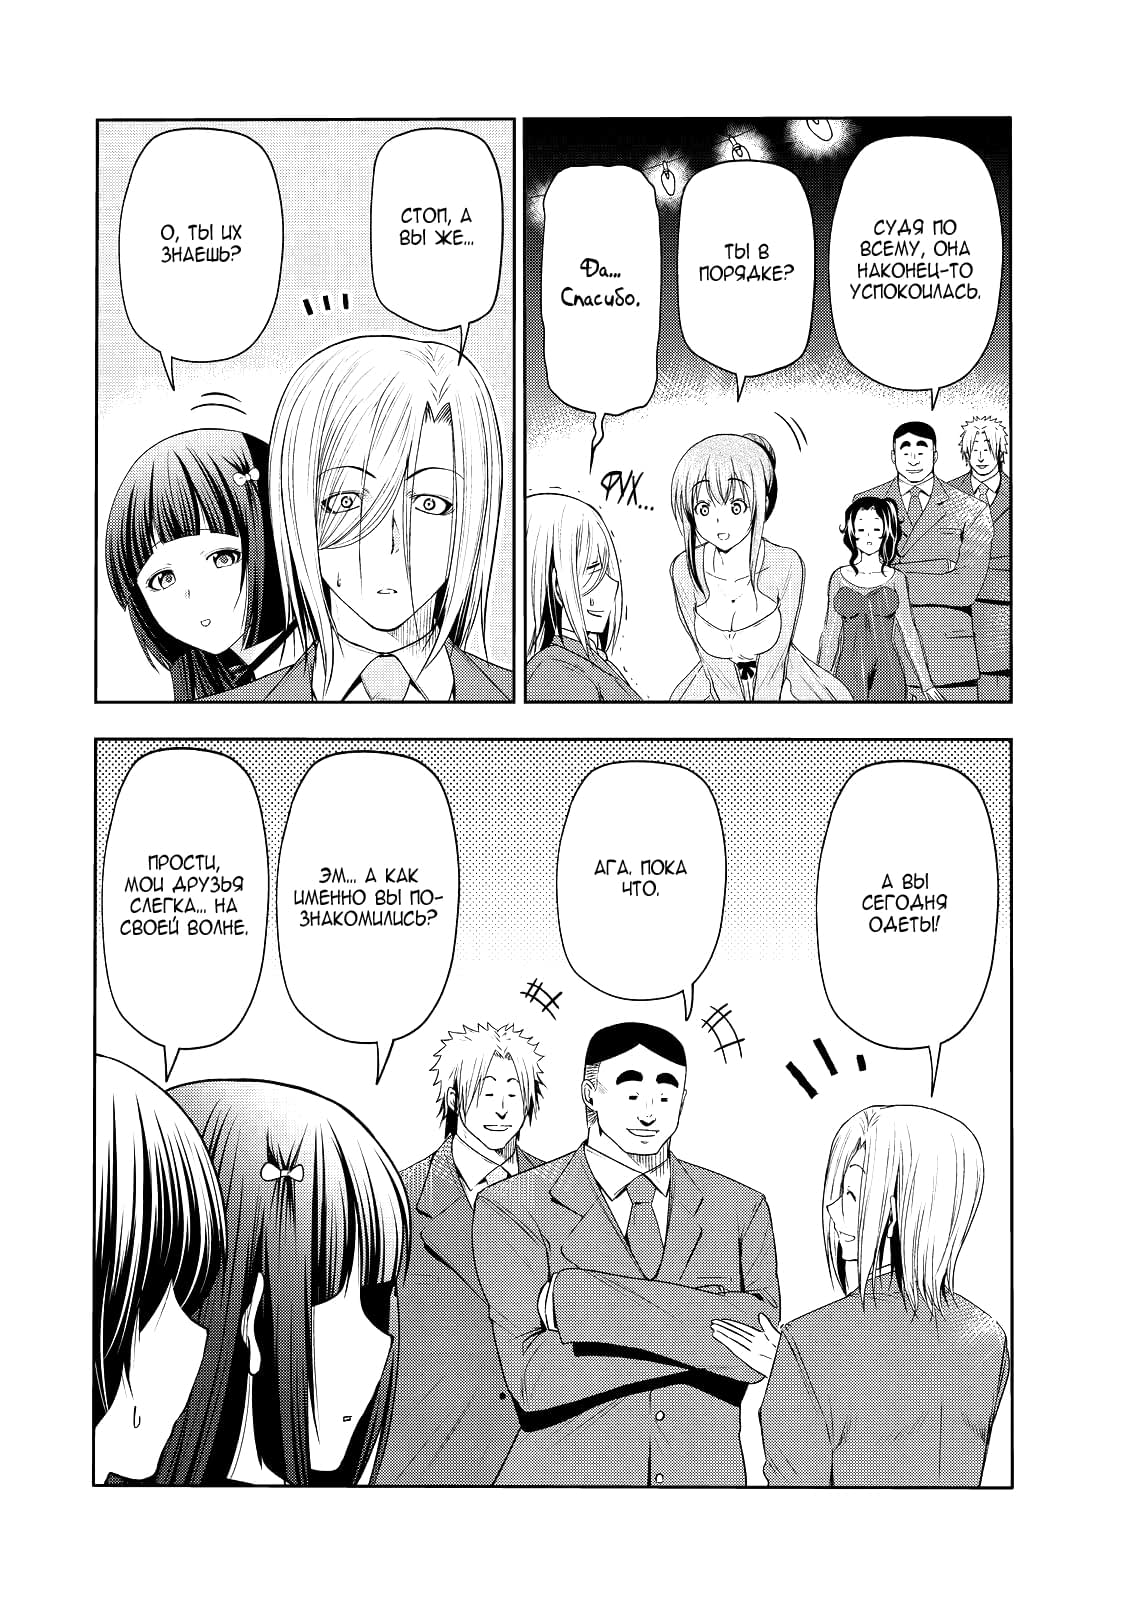 СУДЯ ПО
ВСЕМУ, ОНА
НАКОНЕЦ-ТО
УСПОКОИЛАСЬ.
ТЫ В
ПОРЯДКЕ?
Да...
Спасибо.
ФУХ...
СТОП, А
ВЫ ЖЕ...
О, ТЫ ИХ
ЗНАЕШЬ?
А ВЫ
СЕГОДНЯ
ОДЕТЫ!
АГА. ПОКА
ЧТО.
ЭМ... А КАК
ИМЕННО ВЫ ПО-
ЗНАКОМИЛИСЬ?
ПРОСТИ,
МОИ ДРУЗЬЯ
СЛЕГКА... НА
СВОЕЙ ВОЛНЕ.